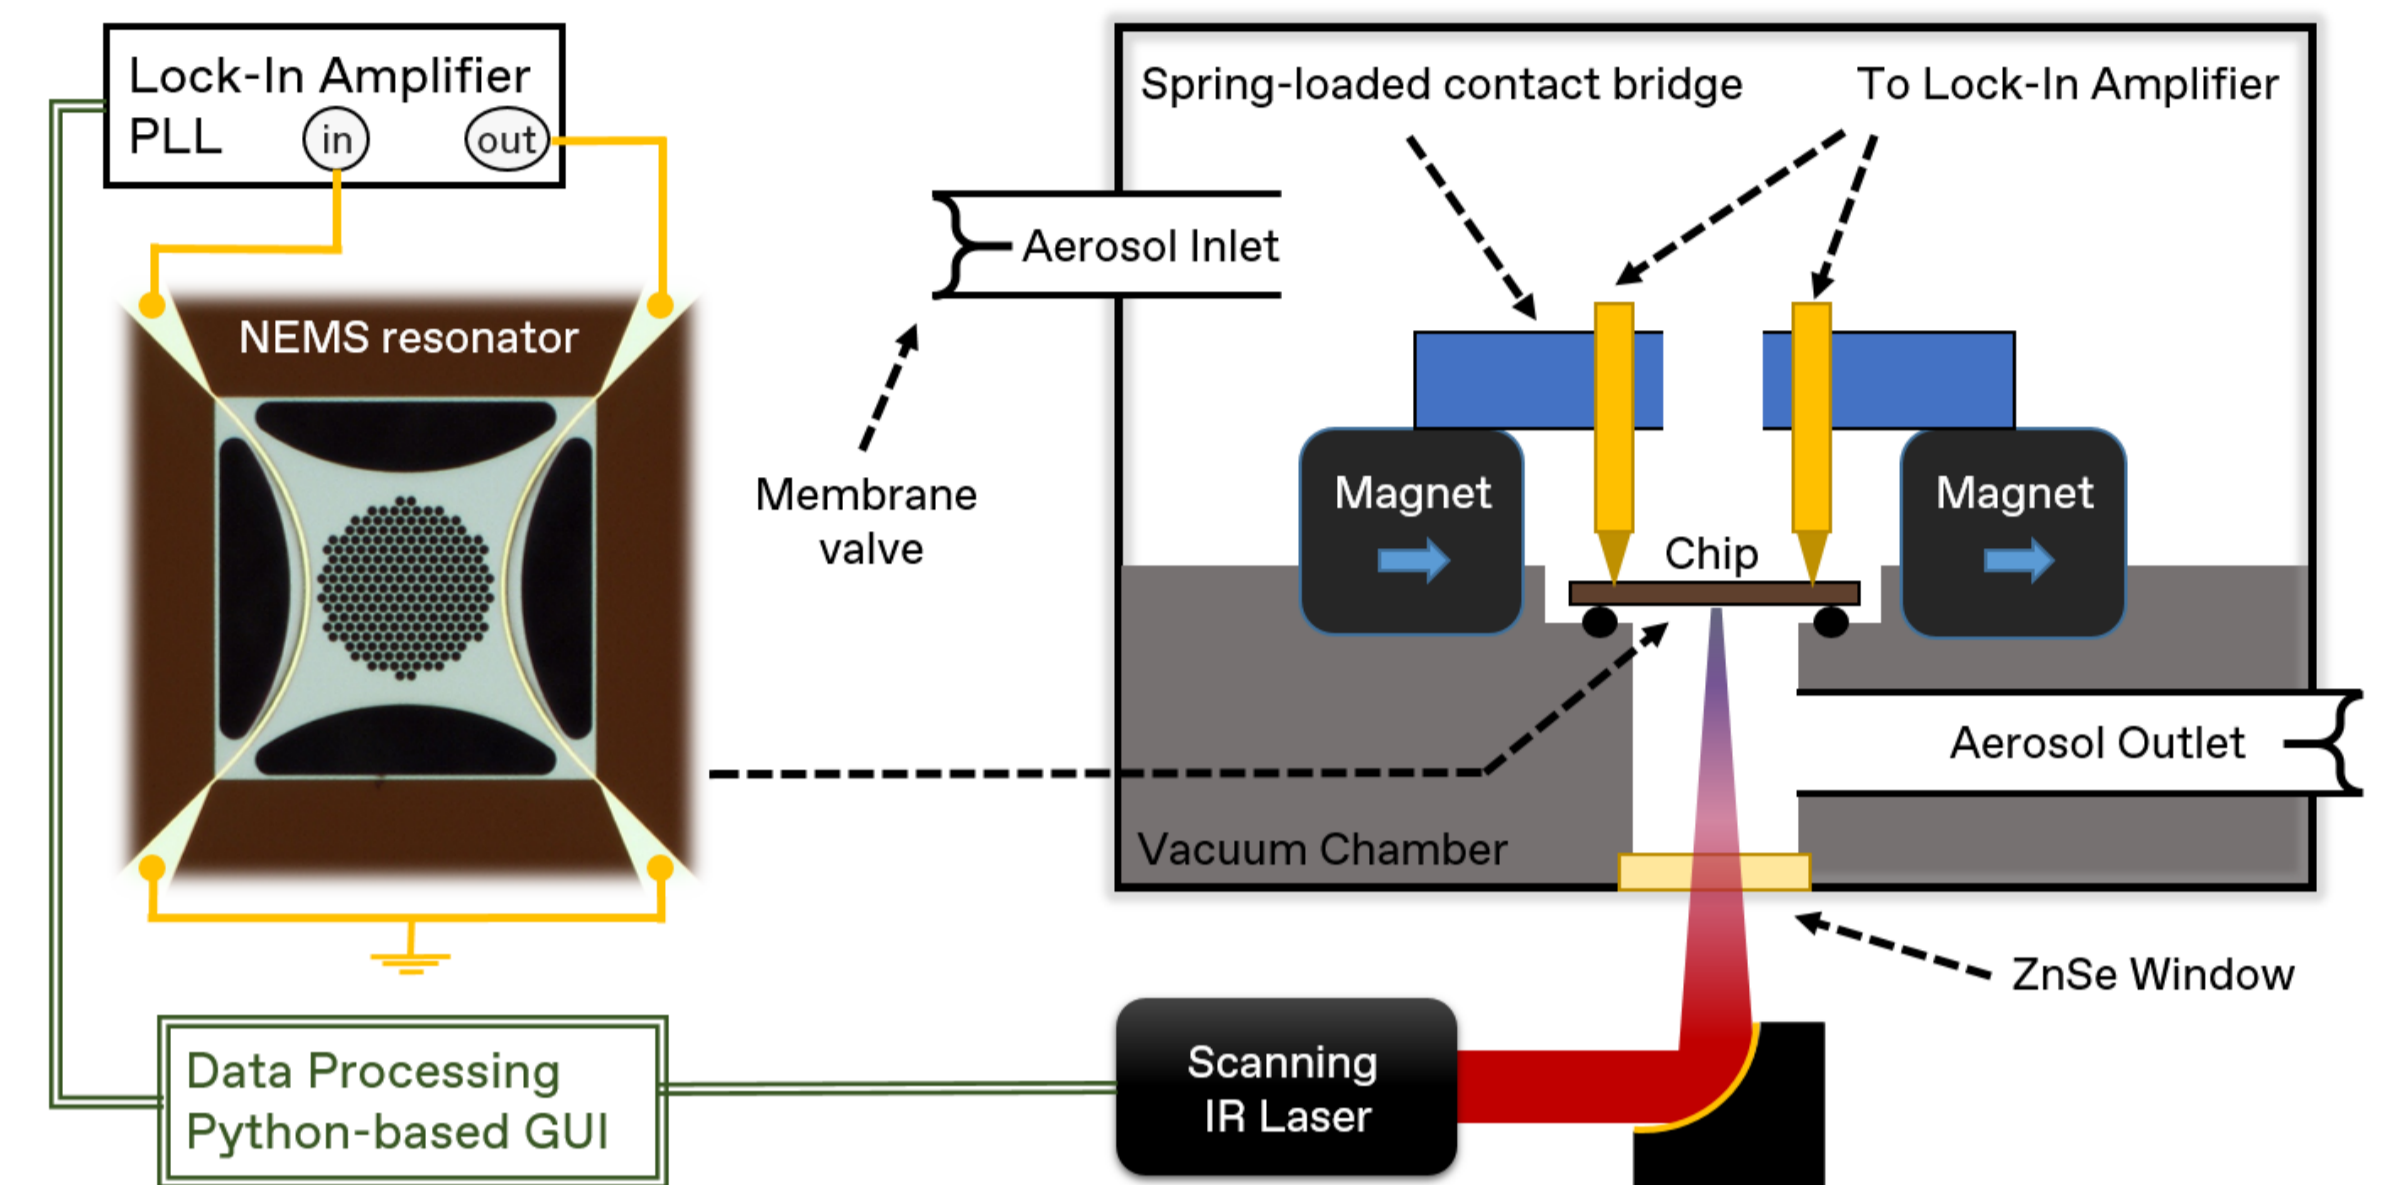 Lock-In Amplifier
PLL
in
out
NEMS resonator
Data Processing
Python-based GUI
Spring-loaded contact bridge
To Lock-In Amplifier
Aerosol Inlet
Membrane
valve
Magnet
Magnet
Chip
Aerosol Outlet
Vacuum Chamber
ZnSe Window
Scanning
IR Laser